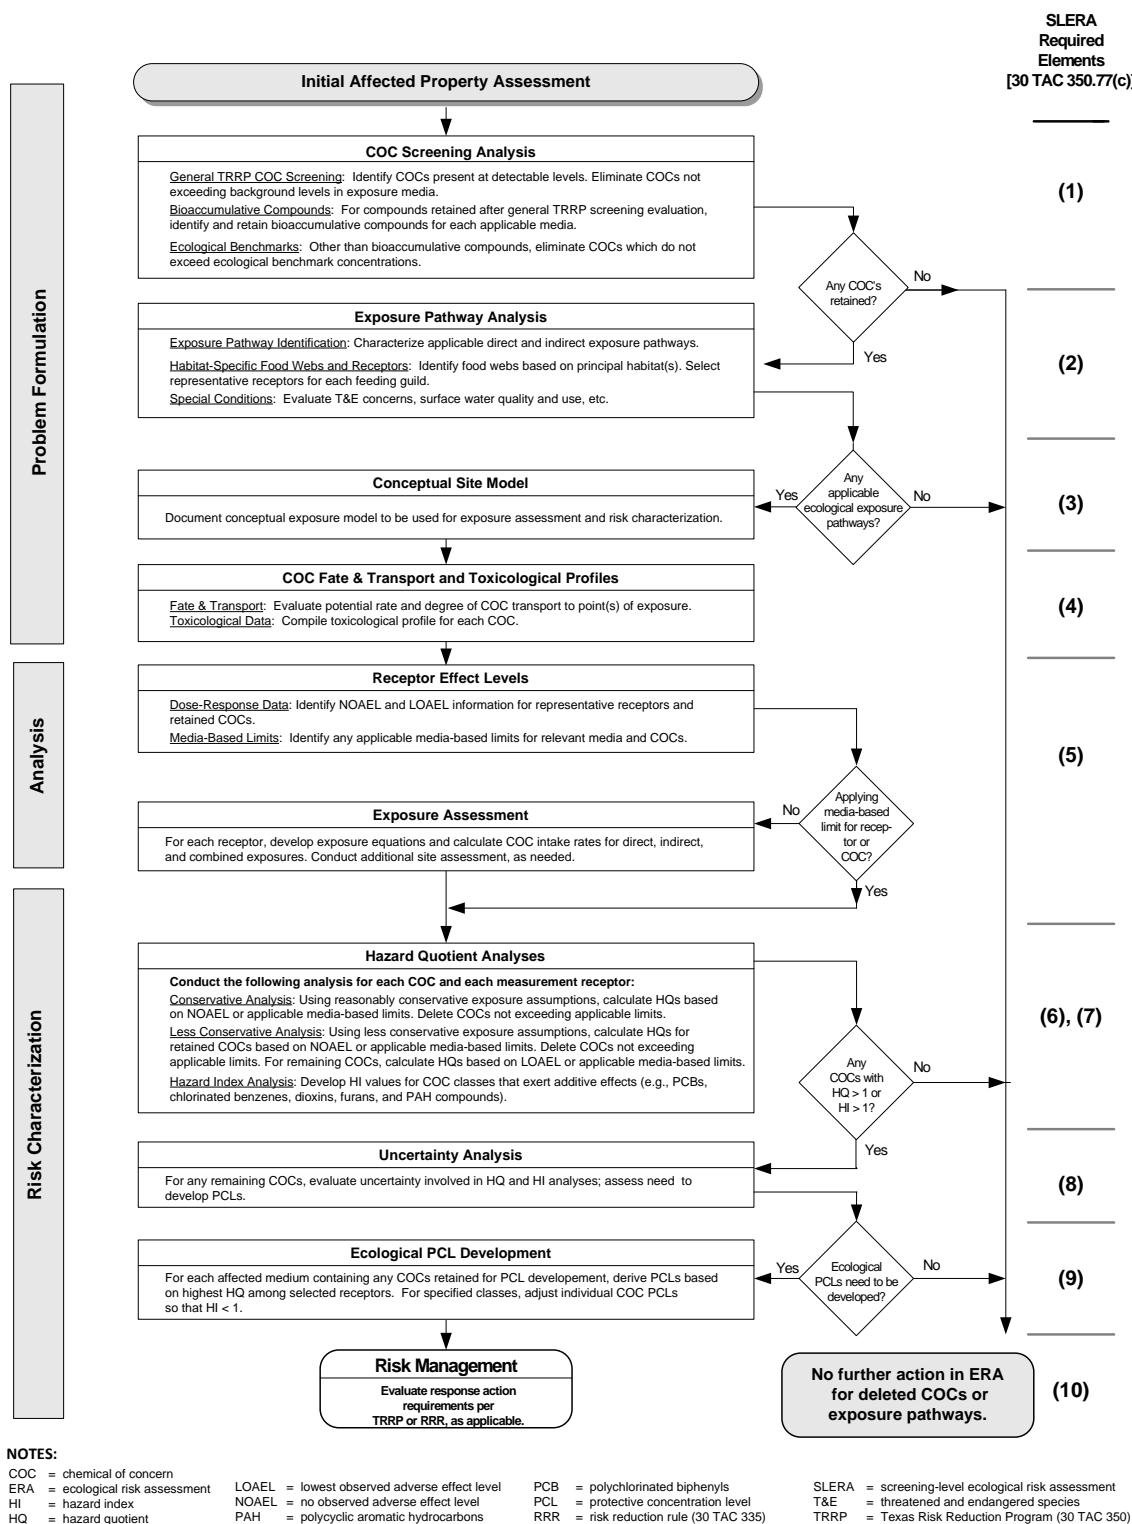 SLERA
Required
Elements
[30 TAC 350.77(c)]
Initial Affected Property Assessment
Problem Formulation
COC Screening Analysis
General TRRP COC Screening: Identify COCs present at detectable levels. Eliminate COCs not
exceeding background levels in exposure media.
Bioaccumulative Compounds: For compounds retained after general TRRP screening evaluation,
identify and retain bioaccumulative compounds for each applicable media.
Ecological Benchmarks: Other than bioaccumulative compounds, eliminate COCs which do not
exceed ecological benchmark concentrations.
(1)
Any COC's
retained?
No
Yes
Exposure Pathway Analysis
Exposure Pathway Identification: Characterize applicable direct and indirect exposure pathways.
Habitat-Specific Food Webs and Receptors: Identify food webs based on principal habitat(s). Select
representative receptors for each feeding guild.
Special Conditions: Evaluate T&E concerns, surface water quality and use, etc.
(2)
Any
applicable
ecological exposure
pathways?
Yes
No
Conceptual Site Model
Document conceptual exposure model to be used for exposure assessment and risk characterization.
(3)
COC Fate & Transport and Toxicological Profiles
Fate & Transport: Evaluate potential rate and degree of COC transport to point(s) of exposure.
Toxicological Data: Compile toxicological profile for each COC.
(4)
Analysis
Receptor Effect Levels
Dose-Response Data: Identify NOAEL and LOAEL information for representative receptors and
retained COCs.
Media-Based Limits: Identify any applicable media-based limits for relevant media and COCs.
(5)
Applying
media-based
limit for recep-
tor or
COC?
No
Yes
Exposure Assessment
For each receptor, develop exposure equations and calculate COC intake rates for direct, indirect,
and combined exposures. Conduct additional site assessment, as needed.
Risk Characterization
Hazard Quotient Analyses
Conduct the following analysis for each COC and each measurement receptor:
Conservative Analysis: Using reasonably conservative exposure assumptions, calculate HQs based
on NOAEL or applicable media-based limits. Delete COCs not exceeding applicable limits.
Less Conservative Analysis: Using less conservative exposure assumptions, calculate HQs for
retained COCs based on NOAEL or applicable media-based limits. Delete COCs not exceeding
applicable limits. For remaining COCs, calculate HQs based on LOAEL or applicable media-based limits.
Hazard Index Analysis: Develop HI values for COC classes that exert additive effects (e.g., PCBs,
chlorinated benzenes, dioxins, furans, and PAH compounds).
(6), (7)
Any
COCs with
HQ > 1 or
HI > 1?
No
Yes
Uncertainty Analysis
For any remaining COCs, evaluate uncertainty involved in HQ and HI analyses; assess need to
develop PCLs.
(8)
Ecological
PCLs need to be
developed?
Yes
No
Ecological PCL Development
For each affected medium containing any COCs retained for PCL developement, derive PCLs based
on highest HQ among selected receptors. For specified classes, adjust individual COC PCLs
so that HI < 1.
(9)
Risk Management
Evaluate response action
requirements per
TRRP or RRR, as applicable.
No further action in ERA
for deleted COCs or
exposure pathways.
(10)
NOTES:
COC = chemical of concern
ERA = ecological risk assessment
HI = hazard index
HQ = hazard quotient
LOAEL = lowest observed adverse effect level
NOAEL = no observed adverse effect level
PAH = polycyclic aromatic hydrocarbons
PCB = polychlorinated biphenyls
PCL = protective concentration level
RRR = risk reduction rule (30 TAC 335)
SLERA = screening-level ecological risk assessment
T&E = threatened and endangered species
TRRP = Texas Risk Reduction Program (30 TAC 350)